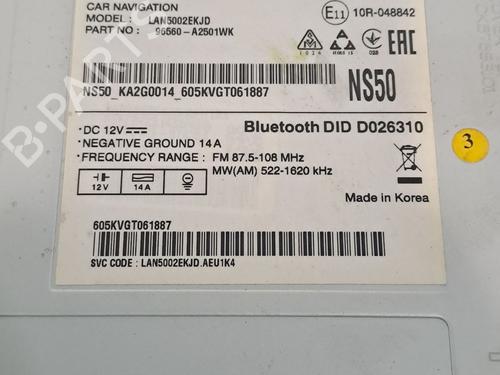 CAR NAVIGATION
MODEL : LAN5002EKJD
PART NO : 96560 - A2501WK
E11 10R-048842
EAC
NS50_KA2G0014_605KVGT061887
NS50
DC 12V
NEGATIVE GROUND 14A
FREQUENCY RANGE : FM 87.5-108 MHz
MW(AM) 522-1620 kHz
Bluetooth DID D026310
12V 14A
Made in Korea
3
605KVGT061887
SVC CODE : LAN5002EKJD.AEU1K4
B-PARTS